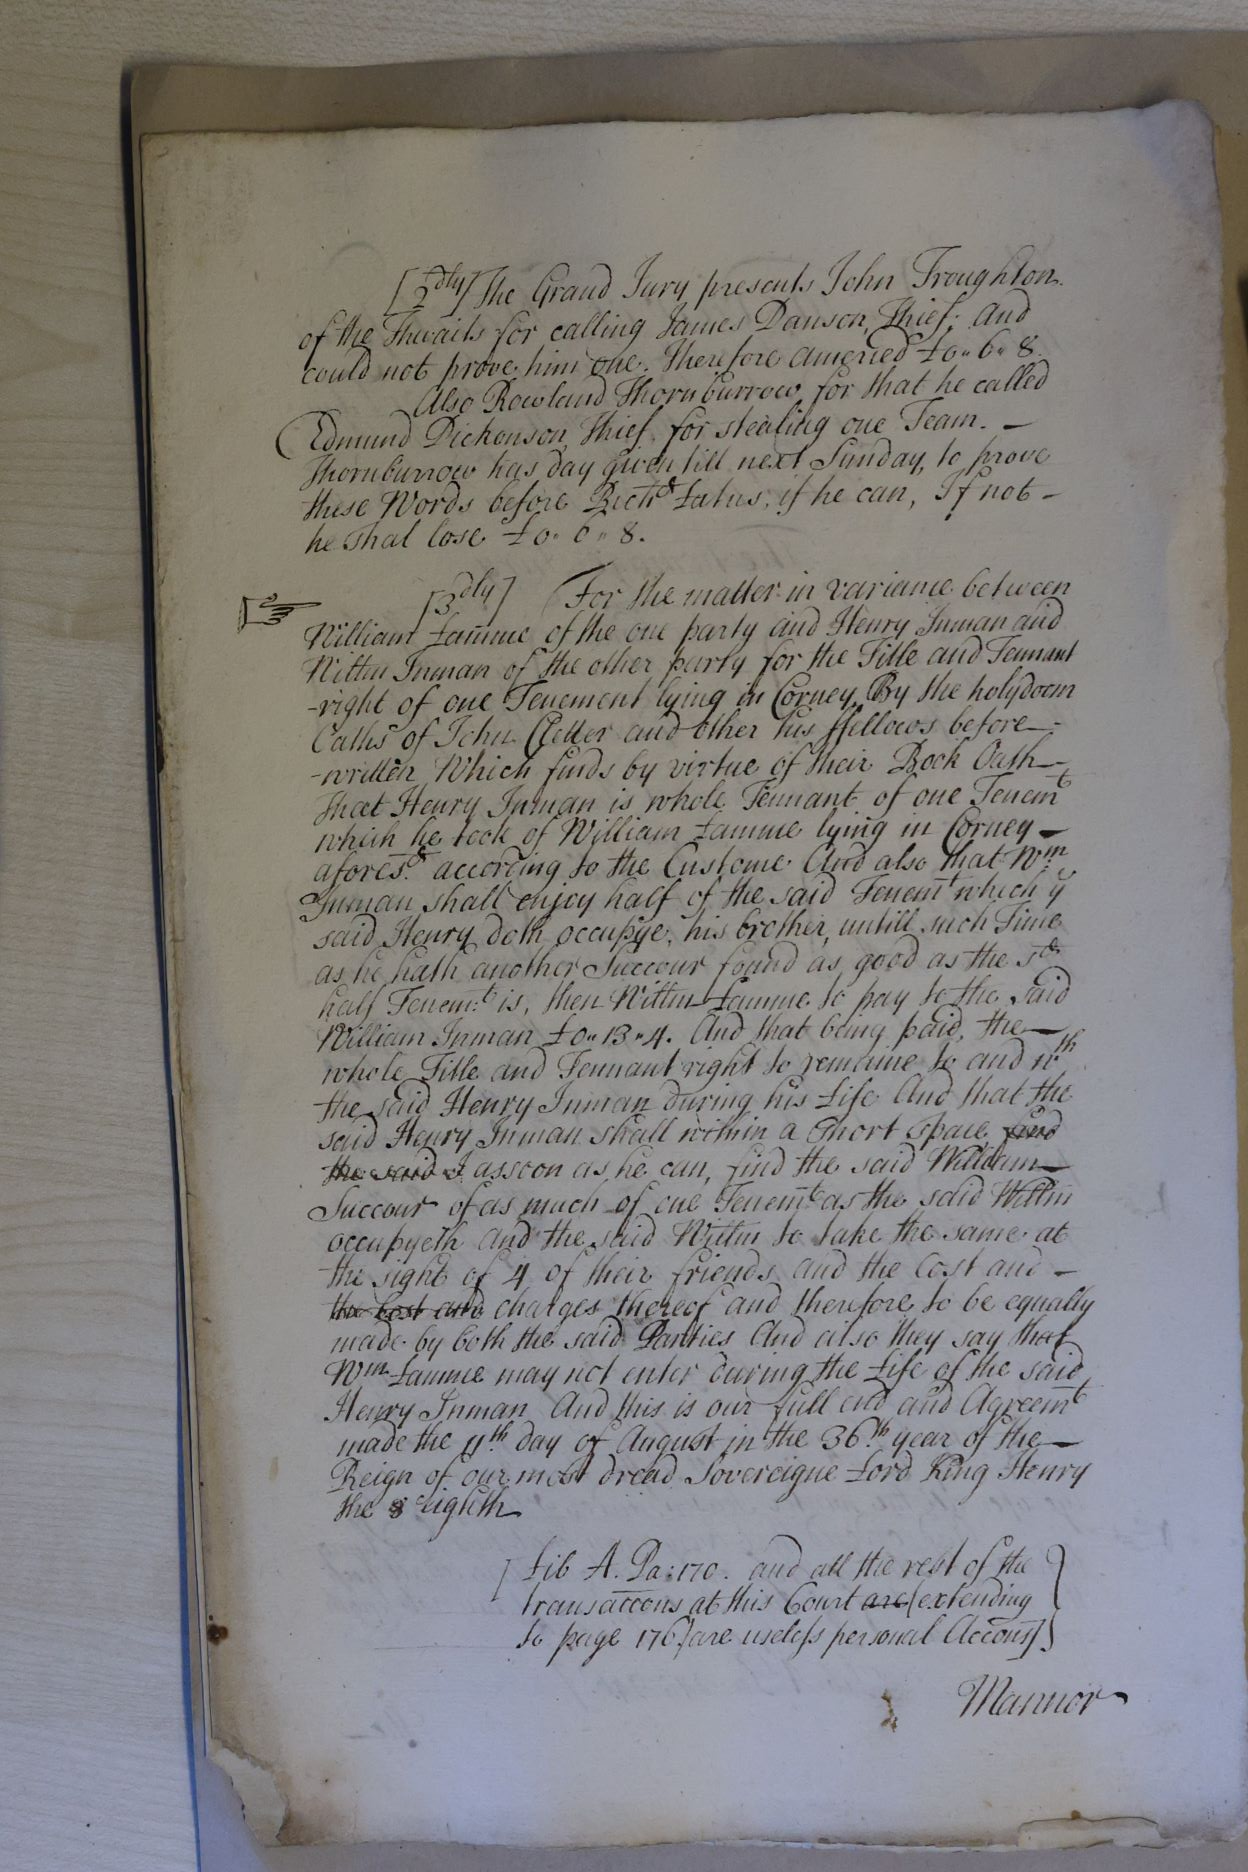 [2dly] The Grand Jury presents John Troughton
of the Thwaits for calling James Danson, Thief; And
could not prove him one. Therefore amercied £0„ 6„ 8.
Also Rowland Thornburrow for that he called
Edmund Dickonson Thief for stealing one Team. –
Thornburrow has day given till next Sunday, to prove
these Words before Richd Latus, if he can, If not –
he shal lose £0„ 6„ 8.
☞ [3dly] For the matter in variance between
William Lamme of the one party and Henry Inman and
Willm Inman of the other party for the Title and Tennant
-right of one Tenement lying in Corney, By the holydoom
Oaths of John and other his ffellows before –
-written Which finds by virtue of their Book Oath –
That Henry Inman is whole Tennant of one Tenemt
which he took of William Lamme lying in Corney –
aforesd according to the Custome And also that Wm
Inman shall enjoy half of the said Tenemt which ye
said Henry doth occupye, his brother, untill such Time
as he hath another Succour found as good as the sd
half Tenemt is, then Willm Lamme to pay to the said
William Inman £0„ 13„ 4. And that being paid, the –
whole Title and Tennant right to remaine to and wth
the said Henry Inman during his Life And that the
said Henry Inman shall within a short space find
the said I assoon as he can, find the said William –
Succour of as much of one Tenemt as the said Willm
occupyeth and the said Willm to take the same at
the sight of 4 of their friends and the Cost and –
the Cost and charges thereof and therefore to be equally
made by both the said Parties And also they say that
Wm Lamme may not enter during the Life of the said
Henry Inman And this is our full end and Agreemt
made the 11th day of August in the 36th year of the –
Reign of our most dread Sovereigne Lord King Henry
the 8 eighth
[Lib A. Pa: 170. and all the rest of the
transaccons at this Court are [extending
to page 176] are useless personal Accons]
Mannor